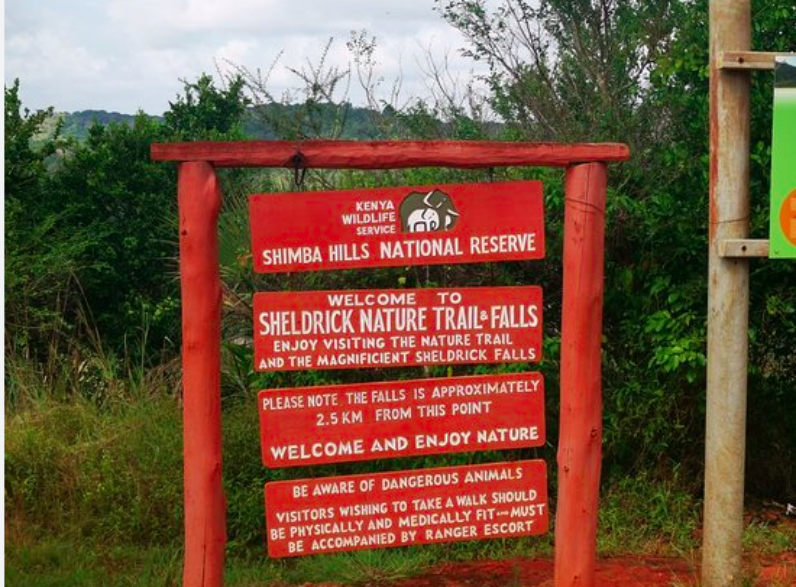 KENYA
WILDLIFE
SERVICE
SHIMBA HILLS NATIONAL RESERVE
WELCOME TO
SHELDRICK NATURE TRAIL & FALLS
ENJOY VISITING THE NATURE TRAIL
AND THE MAGNIFICIENT SHELDRICK FALLS
PLEASE NOTE THE FALLS IS APPROXIMATELY
2.5 KM FROM THIS POINT
WELCOME AND ENJOY NATURE
BE AWARE OF DANGEROUS ANIMALS
VISITORS WISHING TO TAKE A WALK SHOULD
BE PHYSICALLY AND MEDICALLY FIT AND MUST
BE ACCOMPANIED BY RANGER ESCORT